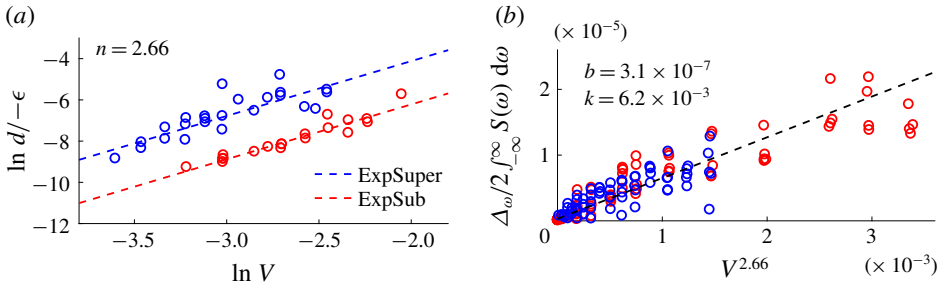 (a)
n = 2.66
ln d/−ϵ
−4
−6
−8
−10
−12
ExpSuper
ExpSub
−3.5 −3.0 −2.5 −2.0
ln V
(b)
(× 10⁻⁵)
b = 3.1 × 10⁻⁷
k = 6.2 × 10⁻³
Δω/2 ∫₋∞^∞ S(ω) dω
2
1
0 1 2 3
V²·⁶⁶ (× 10⁻³)